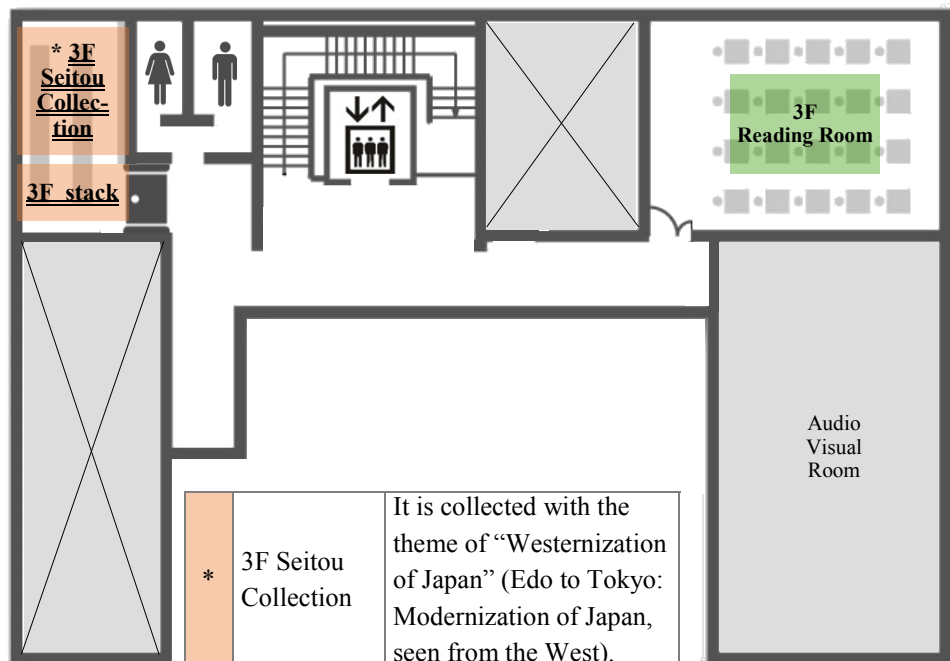 * 3F
Seitou
Collec-
tion
3F stack
3F
Reading Room
Audio
Visual
Room
*
3F Seitou
Collection
It is collected with the
theme of “Westernization
of Japan” (Edo to Tokyo:
Modernization of Japan,
seen from the West).